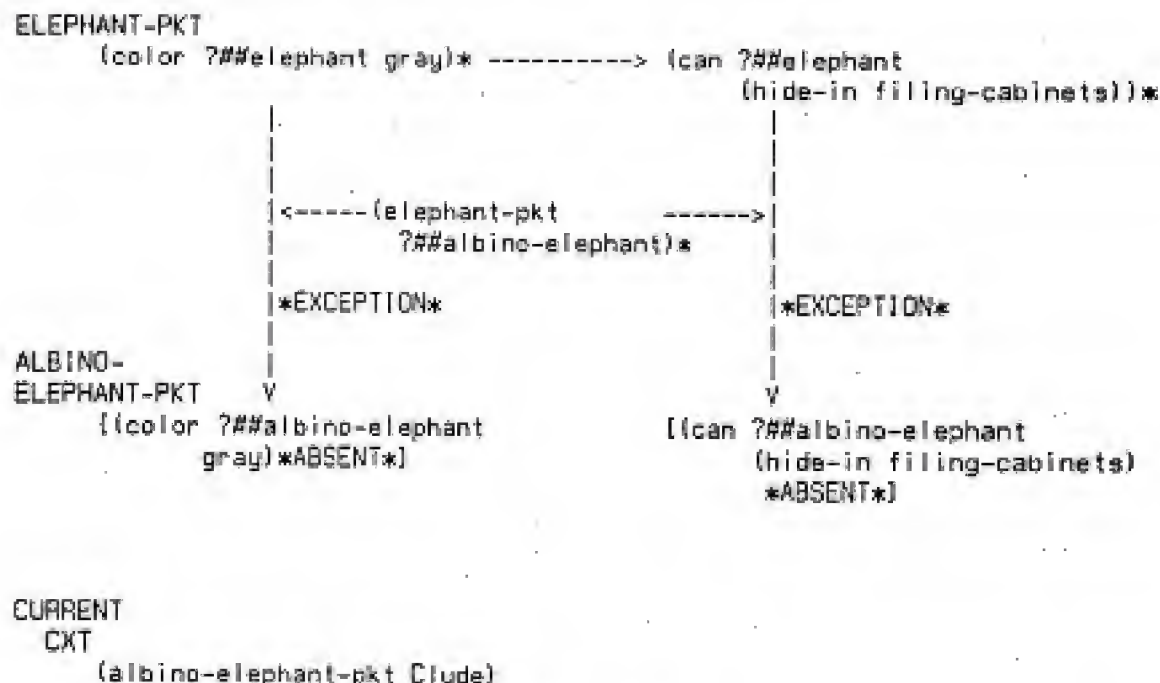 ELEPHANT-PKT
(color ?##elephant gray)* ----------> (can ?##elephant
(hide-in filing-cabinets))*
<-----(elephant-pkt ------>
?##albino-elephant)*
*EXCEPTION* *EXCEPTION*
ALBINO-
ELEPHANT-PKT
[(color ?##albino-elephant [(can ?##albino-elephant
gray)*ABSENT*] (hide-in filing-cabinets)
*ABSENT*]
CURRENT
CXT
(albino-elephant-pkt Clude)